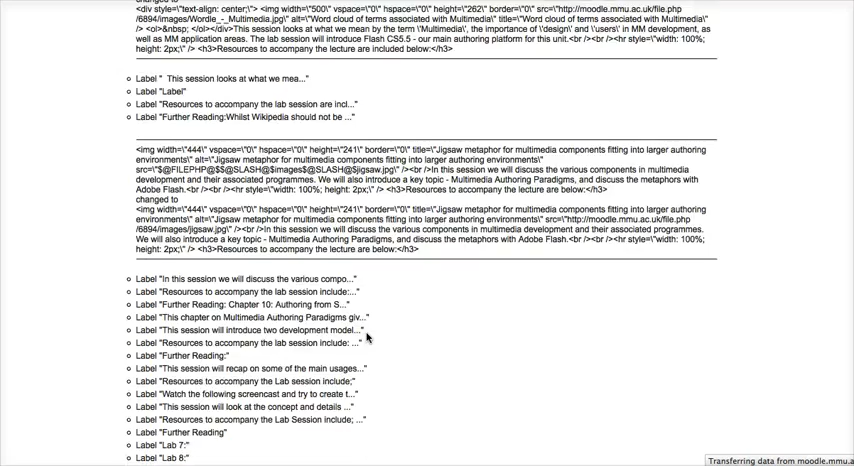 changed to
<div style=\"text-align: center;\"> <img width=\"500\" vspace=\"0\" hspace=\"0\" height=\"262\" border=\"0\" src=\"http://moodle.mmu.ac.uk/file.php
/6894/images/Wordle_-_Multimedia.jpg\" alt=\"Word cloud of terms associated with Multimedia\" title=\"Word cloud of terms associated with Multimedia\"
/> <ol>&nbsp; </ol></div>This session looks at what we mean by the term \'Multimedia\', the importance of \'design\' and \'users\' in MM development, as
well as MM application areas. The lab session will introduce Flash CS5.5 - our main authoring platform for this unit.<br /><br /><hr style=\"width: 100%;
height: 2px;\" /> <h3>Resources to accompany the lecture are included below:</h3>
Label " This session looks at what we mea..."
Label "Label"
Label "Resources to accompany the lab session are incl..."
Label "Further Reading:Whilst Wikipedia should not be ..."
<img width=\"444\" vspace=\"0\" hspace=\"0\" height=\"241\" border=\"0\" title=\"Jigsaw metaphor for multimedia components fitting into larger authoring
environments\" alt=\"Jigsaw metaphor for multimedia components fitting into larger authoring environments\"
src=\"$@FILEPHP@$$@SLASH@$images$@SLASH@$jigsaw.jpg\" /><br />In this session we will discuss the various components in multimedia
development and their associated programmes. We will also introduce a key topic - Multimedia Authoring Paradigms, and discuss the metaphors with
Adobe Flash.<br /><br /><hr style=\"width: 100%; height: 2px;\" /> <h3>Resources to accompany the lecture are below:</h3>
changed to
<img width=\"444\" vspace=\"0\" hspace=\"0\" height=\"241\" border=\"0\" title=\"Jigsaw metaphor for multimedia components fitting into larger authoring
environments\" alt=\"Jigsaw metaphor for multimedia components fitting into larger authoring environments\" src=\"http://moodle.mmu.ac.uk/file.php
/6894/images/jigsaw.jpg\" /><br />In this session we will discuss the various components in multimedia development and their associated programmes.
We will also introduce a key topic - Multimedia Authoring Paradigms, and discuss the metaphors with Adobe Flash.<br /><br /><hr style=\"width: 100%;
height: 2px;\" /> <h3>Resources to accompany the lecture are below:</h3>
Label "In this session we will discuss the various compo..."
Label "Resources to accompany the lab session include:..."
Label "Further Reading: Chapter 10: Authoring from S..."
Label "This chapter on Multimedia Authoring Paradigms giv..."
Label "This session will introduce two development model..."
Label "Resources to accompany the lab session include: ..."
Label "Further Reading:"
Label "This session will recap on some of the main usages..."
Label "Resources to accompany the Lab session include;"
Label "Watch the following screencast and try to create t..."
Label "This session will look at the concept and details ..."
Label "Resources to accompany the Lab Session include; ..."
Label "Further Reading"
Label "Lab 7:"
Label "Lab 8:"
Transferring data from moodle.mmu.a